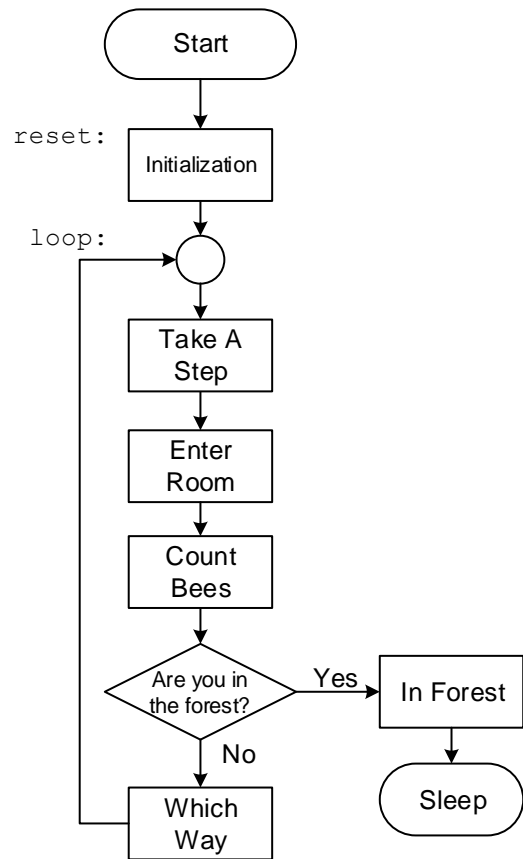 Start
reset:
Initialization
loop:
Take A
Step
Enter
Room
Count
Bees
Are you in
the forest?
Yes
In Forest
No
Sleep
Which
Way